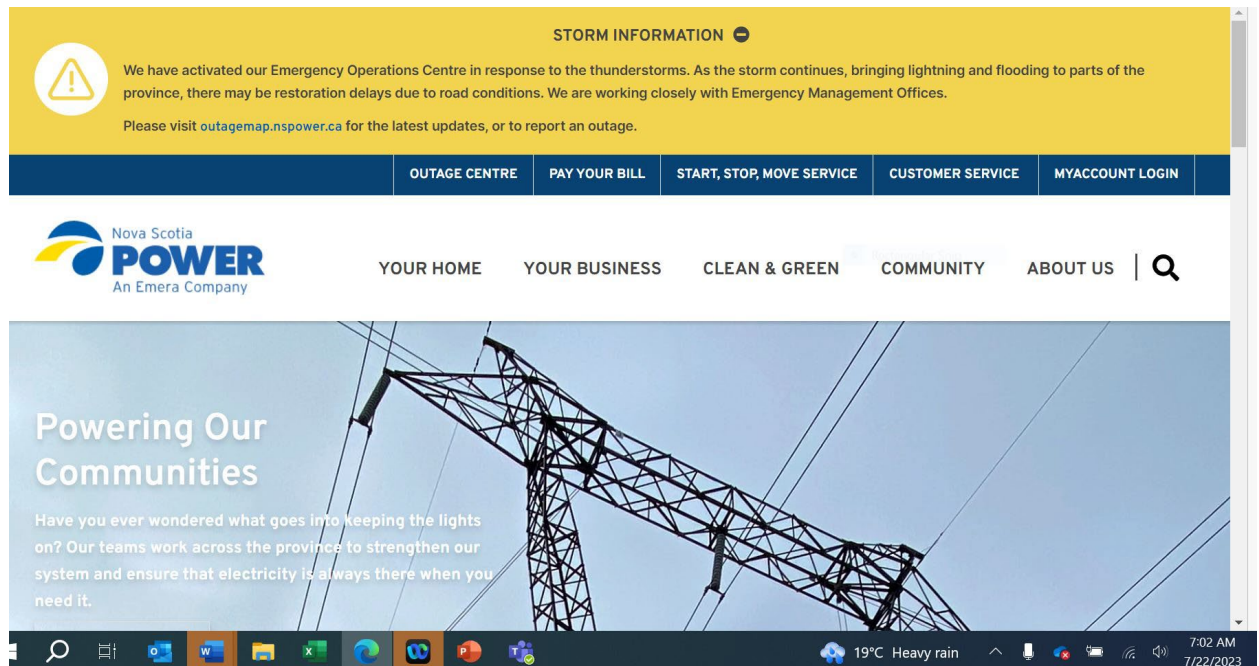 STORM INFORMATION
We have activated our Emergency Operations Centre in response to the thunderstorms. As the storm continues, bringing lightning and flooding to parts of the
province, there may be restoration delays due to road conditions. We are working closely with Emergency Management Offices.
Please visit outagemap.nspower.ca for the latest updates, or to report an outage.
OUTAGE CENTRE PAY YOUR BILL START, STOP, MOVE SERVICE CUSTOMER SERVICE MYACCOUNT LOGIN
Nova Scotia
POWER
An Emera Company
YOUR HOME YOUR BUSINESS CLEAN & GREEN COMMUNITY ABOUT US
Powering Our
Communities
Have you ever wondered what goes into keeping the lights
on? Our teams work across the province to strengthen our
system and ensure that electricity is always there when you
need it.
19°C Heavy rain
7:02 AM
7/22/2023